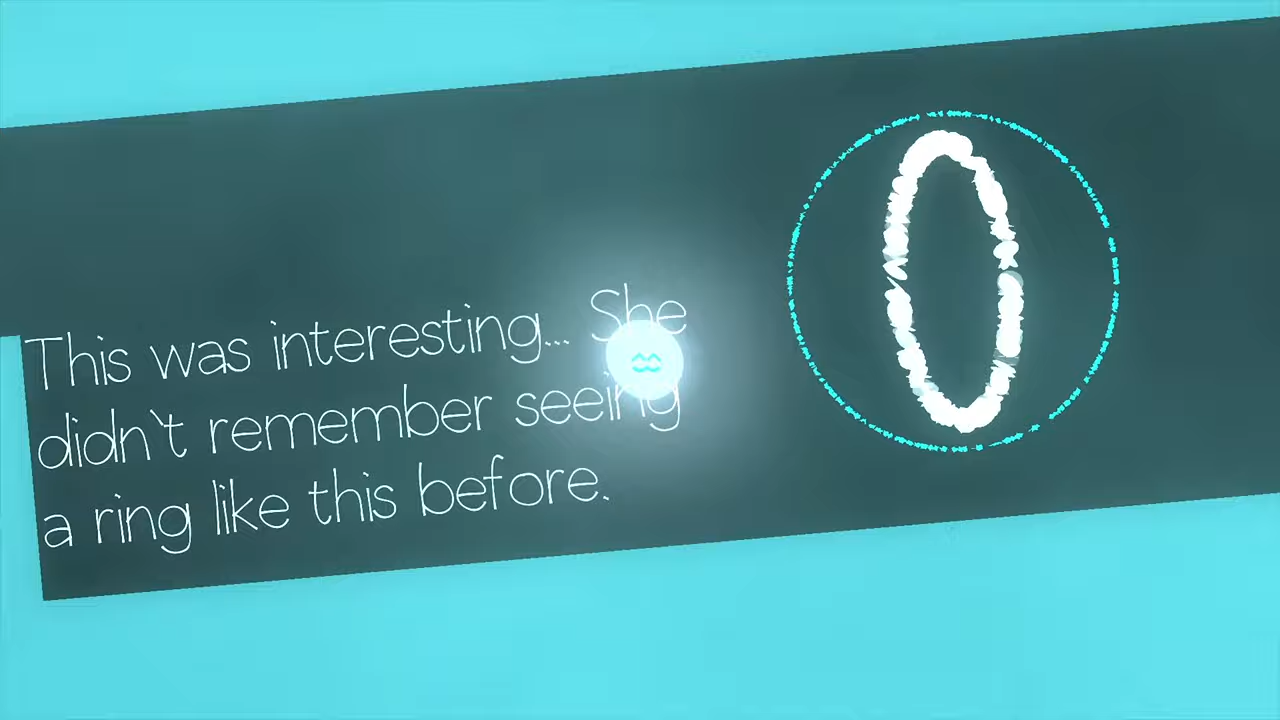 This was interesting... She
didn't remember seeing
a ring like this before.